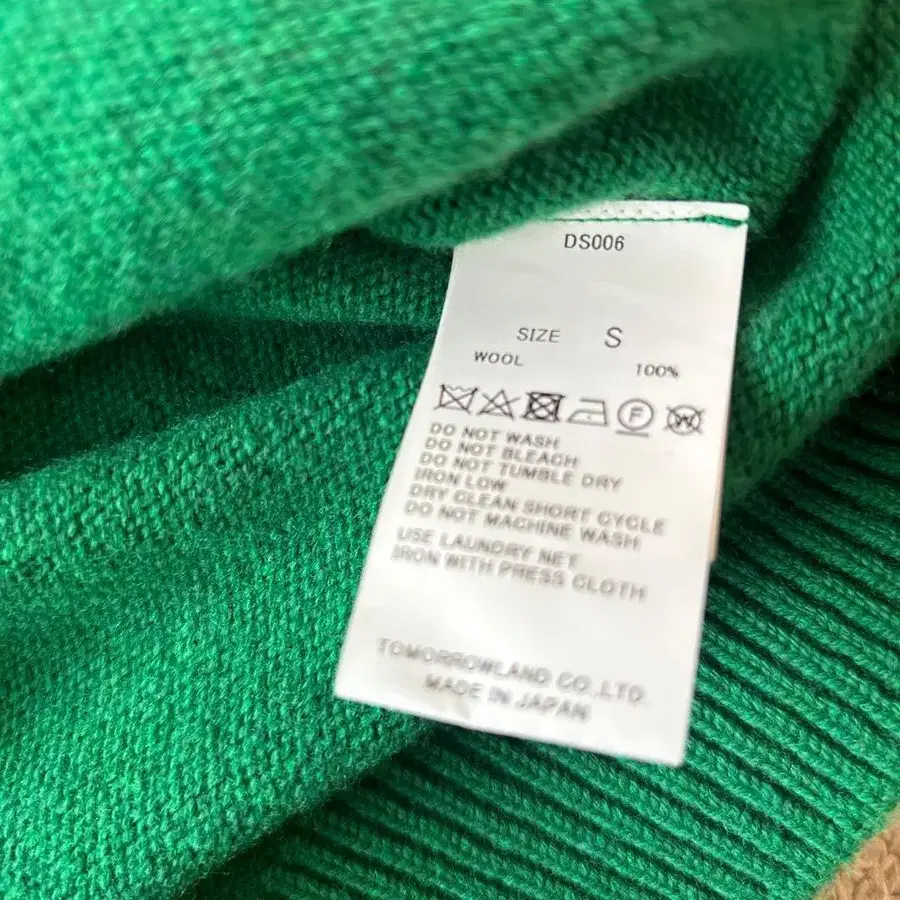 DS006
SIZE S
WOOL 100%
F W
DO NOT WASH
DO NOT BLEACH
DO NOT TUMBLE DRY
IRON LOW
DRY CLEAN SHORT CYCLE
DO NOT MACHINE WASH
USE LAUNDRY NET
IRON WITH PRESS CLOTH
TOMORROWLAND CO.,LTD.
MADE IN JAPAN